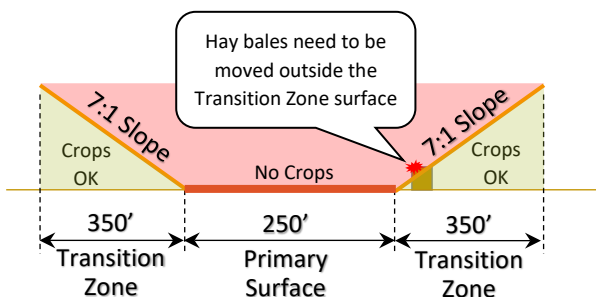 Hay bales need to be
moved outside the
Transition Zone surface
7:1 Slope
7:1 Slope
Crops
OK
No Crops
Crops
OK
350’
250’
350’
Transition
Zone
Primary
Surface
Transition
Zone